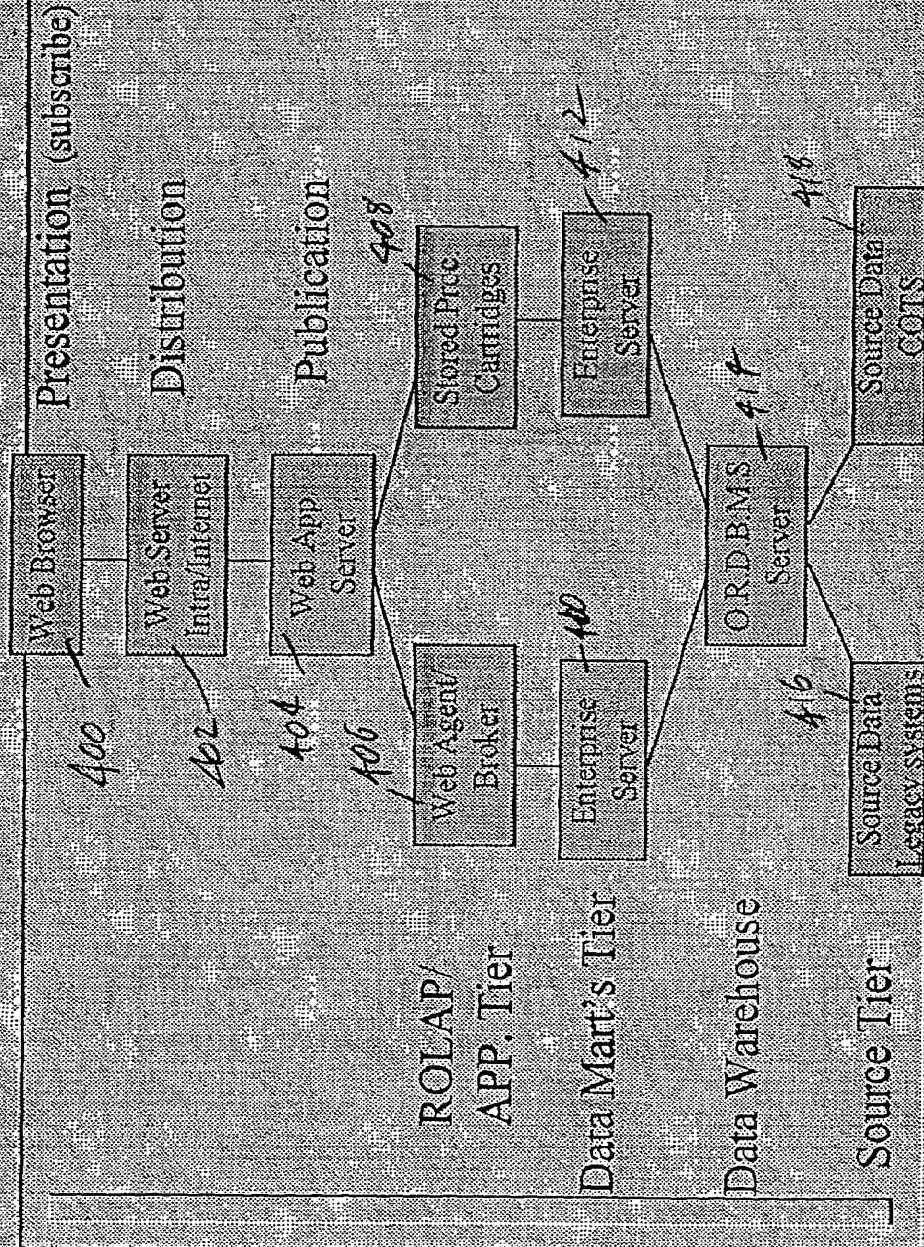 Web Browser
Presentation (subscribe)
400
Web Server
Intra/Internet
Distribution
402
Web App
Server
Publication
404
406
408
ROLAP/
APP. Tier
Web Agent
Broker
Stored Proc
Cartridges
Data Mart's Tier
Enterprise
Server
Enterprise
Server
412
Data Warehouse
O.R.D.B.M.S
Server
414
416
418
Source Tier
Source Data
Legacy systems
Source Data
COTS